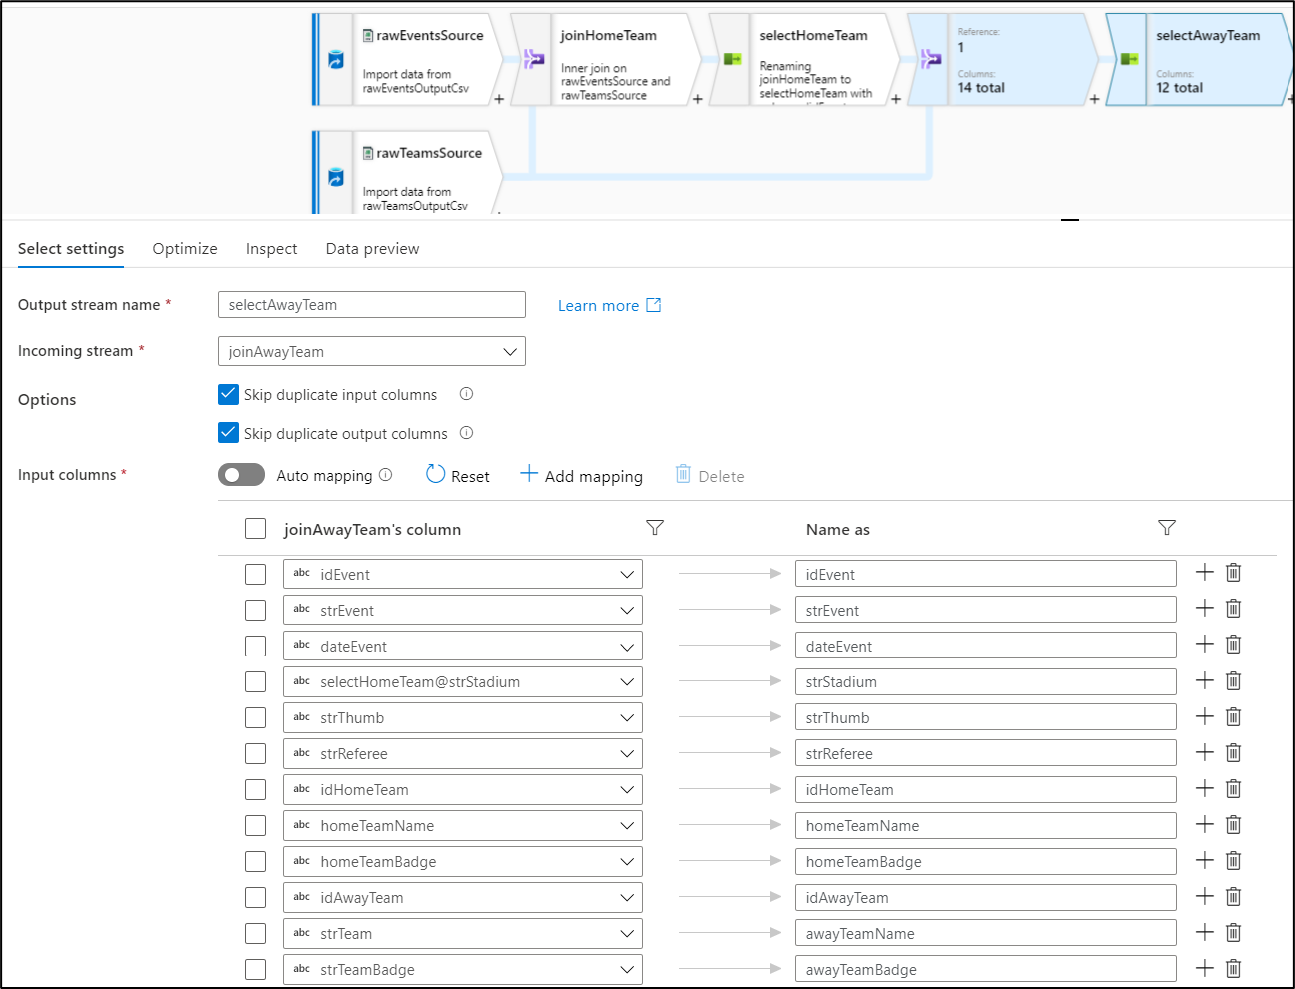 rawEventsSource
Import data from
rawEventsOutputCsv
joinHomeTeam
Inner join on
rawEventsSource and
rawTeamsSource
selectHomeTeam
Renaming
joinHomeTeam to
selectHomeTeam with
Reference:
1
Columns:
14 total
selectAwayTeam
Columns:
12 total
rawTeamsSource
Import data from
rawTeamsOutputCsv
Select settings Optimize Inspect Data preview
Output stream name * selectAwayTeam Learn more
Incoming stream * joinAwayTeam
Options Skip duplicate input columns
Skip duplicate output columns
Input columns * Auto mapping Reset Add mapping Delete
joinAwayTeam's column Name as
abc idEvent idEvent
abc strEvent strEvent
abc dateEvent dateEvent
abc selectHomeTeam@strStadium strStadium
abc strThumb strThumb
abc strReferee strReferee
abc idHomeTeam idHomeTeam
abc homeTeamName homeTeamName
abc homeTeamBadge homeTeamBadge
abc idAwayTeam idAwayTeam
abc strTeam awayTeamName
abc strTeamBadge awayTeamBadge